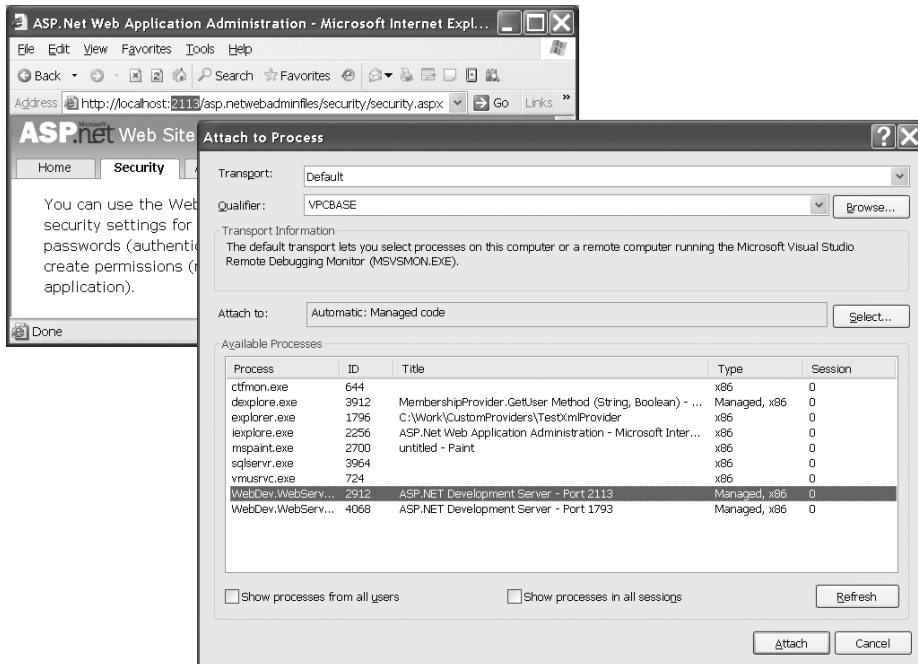 ASP.Net Web Application Administration - Microsoft Internet Expl...
File Edit View Favorites Tools Help
Back Search Favorites
Address http://localhost:2113/asp.netwebadminfiles/security/security.aspx Go Links »
Microsoft
ASP.net Web Site
Home Security
You can use the Web
security settings for
passwords (authenti
create permissions (r
application).
Done
Attach to Process
Transport: Default
Qualifier: VPCBASE Browse...
Transport Information
The default transport lets you select processes on this computer or a remote computer running the Microsoft Visual Studio
Remote Debugging Monitor (MSVSMON.EXE).
Attach to: Automatic: Managed code Select...
Available Processes
Process ID Title Type Session
ctfmon.exe 644 x86 0
dexplore.exe 3912 MembershipProvider.GetUser Method (String, Boolean) - ... Managed, x86 0
explorer.exe 1796 C:\Work\CustomProviders\TestXmlProvider x86 0
iexplore.exe 2256 ASP.Net Web Application Administration - Microsoft Inter... x86 0
mspaint.exe 2700 untitled - Paint x86 0
sqlservr.exe 3964 x86 0
vmusrvc.exe 724 x86 0
WebDev.WebServ... 2912 ASP.NET Development Server - Port 2113 Managed, x86 0
WebDev.WebServ... 4068 ASP.NET Development Server - Port 1793 Managed, x86 0
Show processes from all users Show processes in all sessions Refresh
Attach Cancel